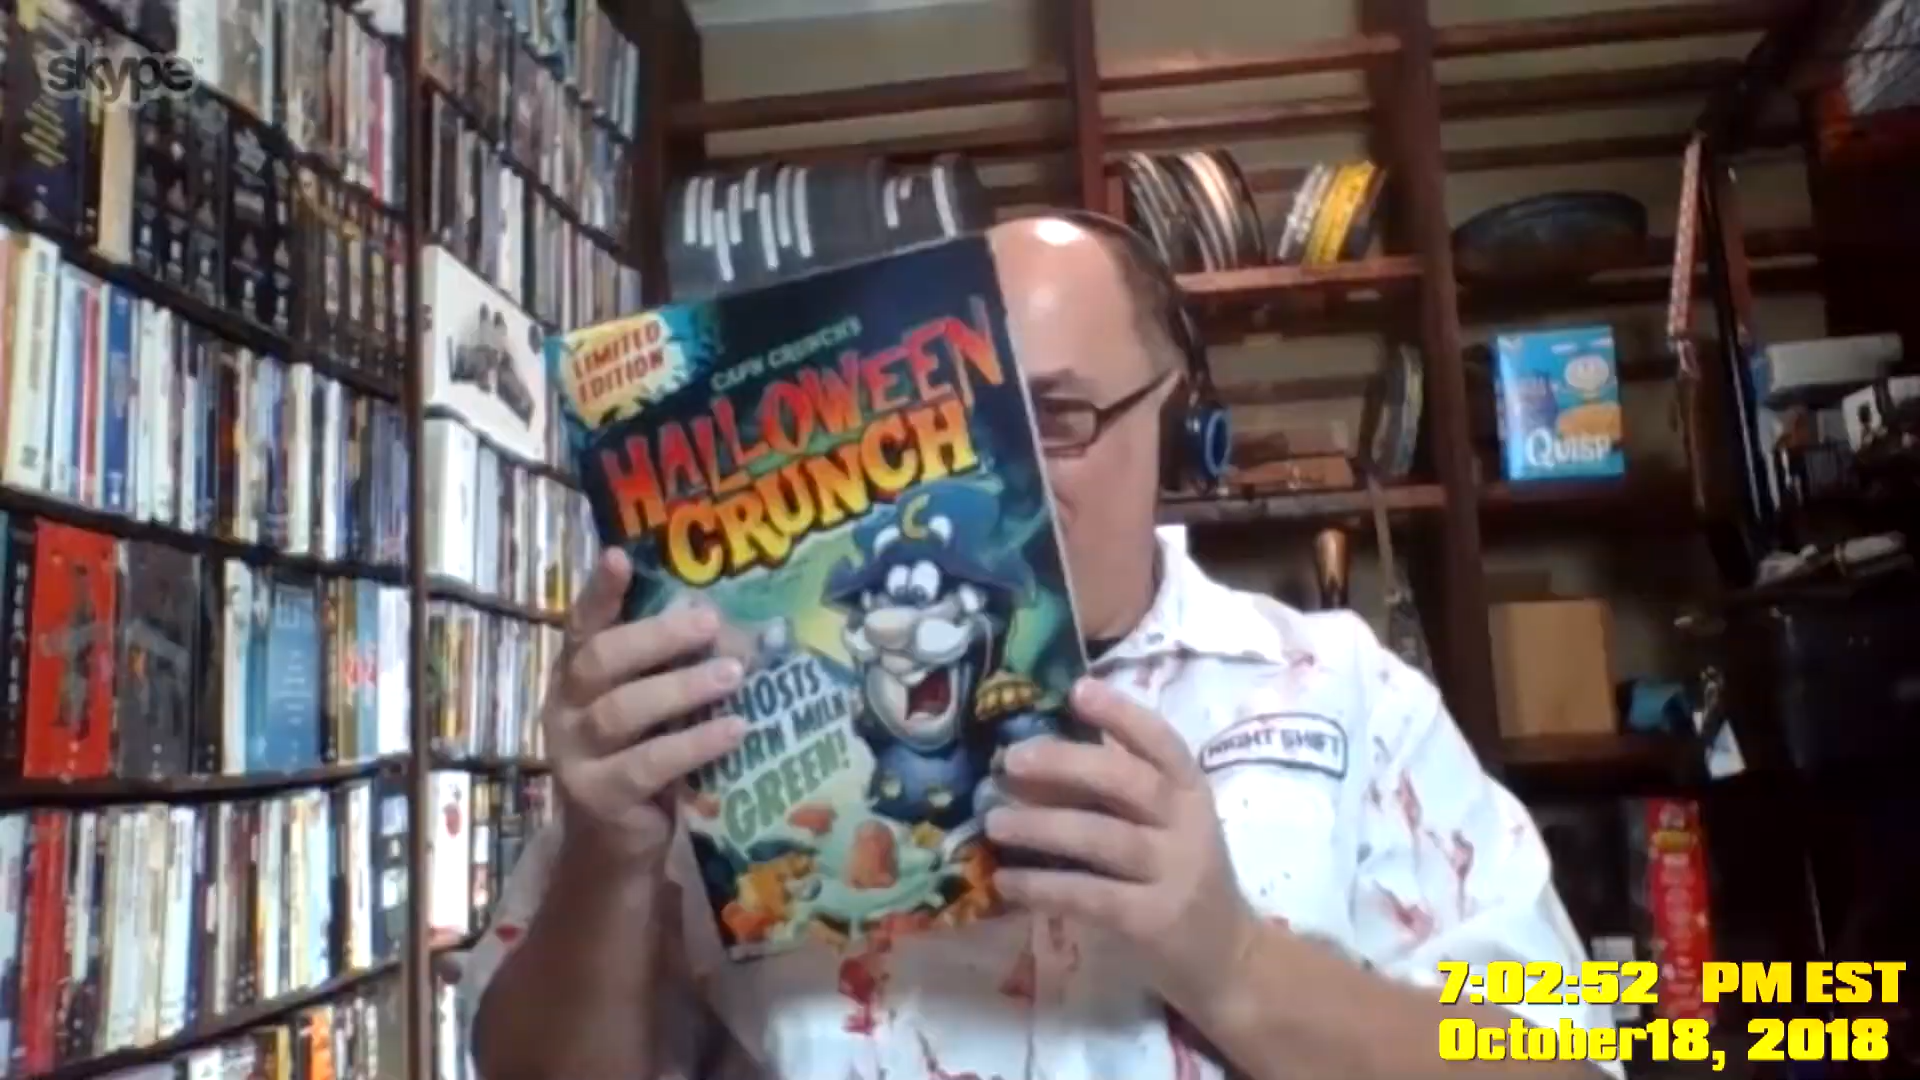 skype
LIMITED
EDITION
CAP'N CRUNCH'S
HALLOWEEN
CRUNCH
GHOSTS
TURN MILK
GREEN!
QUISP
NIGHT SHIFT
7:02:52 PM EST
October18, 2018